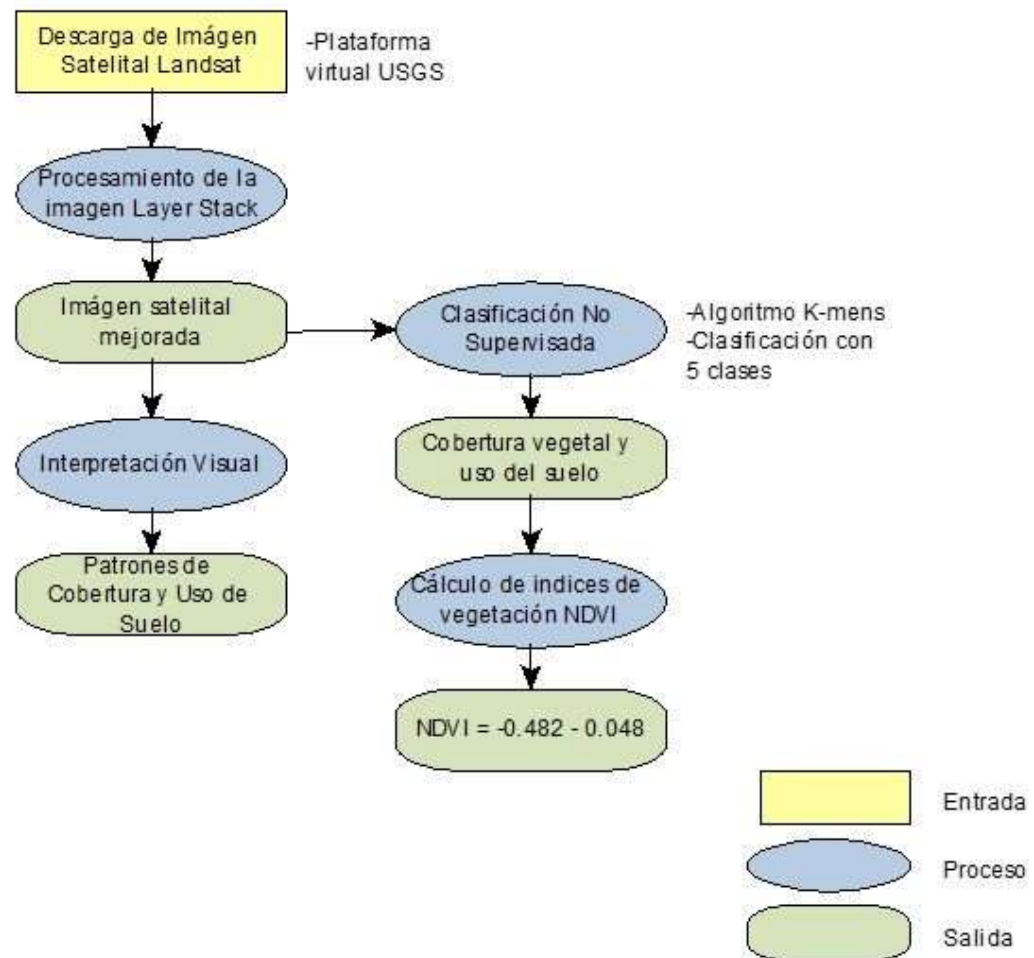 Descarga de Imágen
Satelital Landsat
-Plataforma
virtual USGS
Procesamiento de la
imagen Layer Stack
Imágen satelital
mejorada
Clasificación No
Supervisada
-Algoritmo K-mens
-Clasificación con
5 clases
Interpretación Visual
Cobertura vegetal y
uso del suelo
Patrones de
Cobertura y Uso de
Suelo
Cálculo de indices de
vegetación NDVI
NDVI = -0.482 - 0.048
Entrada
Proceso
Salida